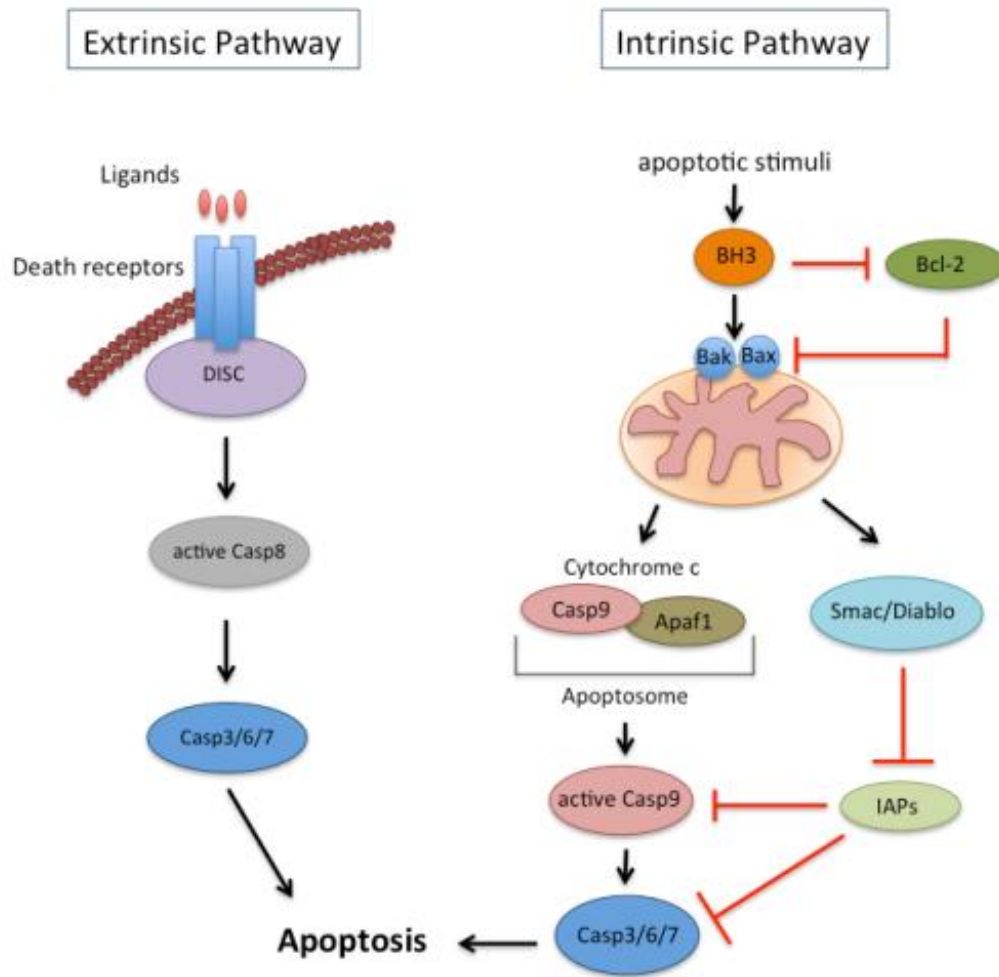 Extrinsic Pathway
Ligands
Death receptors
DISC
active Casp8
Casp3/6/7
Apoptosis
Intrinsic Pathway
apoptotic stimuli
BH3
Bcl-2
Bak
Bax
Cytochrome c
Casp9
Apaf1
Apoptosome
Smac/Diablo
active Casp9
IAPs
Casp3/6/7